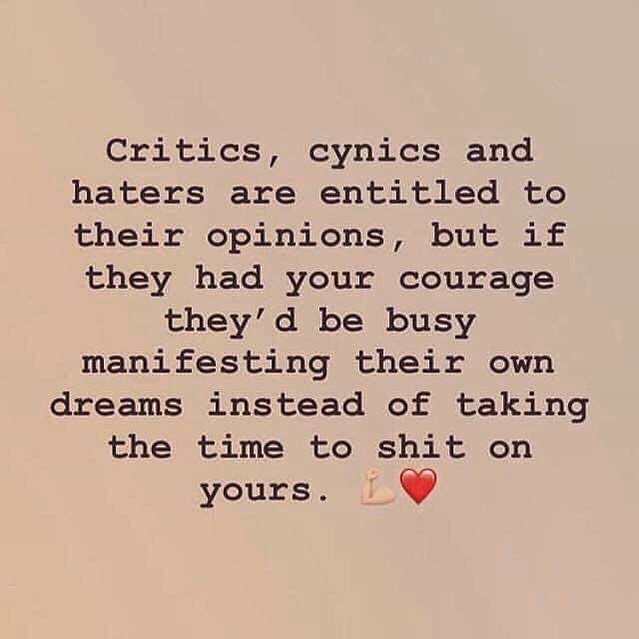 Critics, cynics and
haters are entitled to
their opinions, but if
they had your courage
they'd be busy
manifesting their own
dreams instead of taking
the time to shit on
yours. 💪🏻❤️